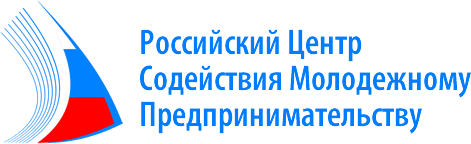 Российский Центр
Содействия Молодежному
Предпринимательству